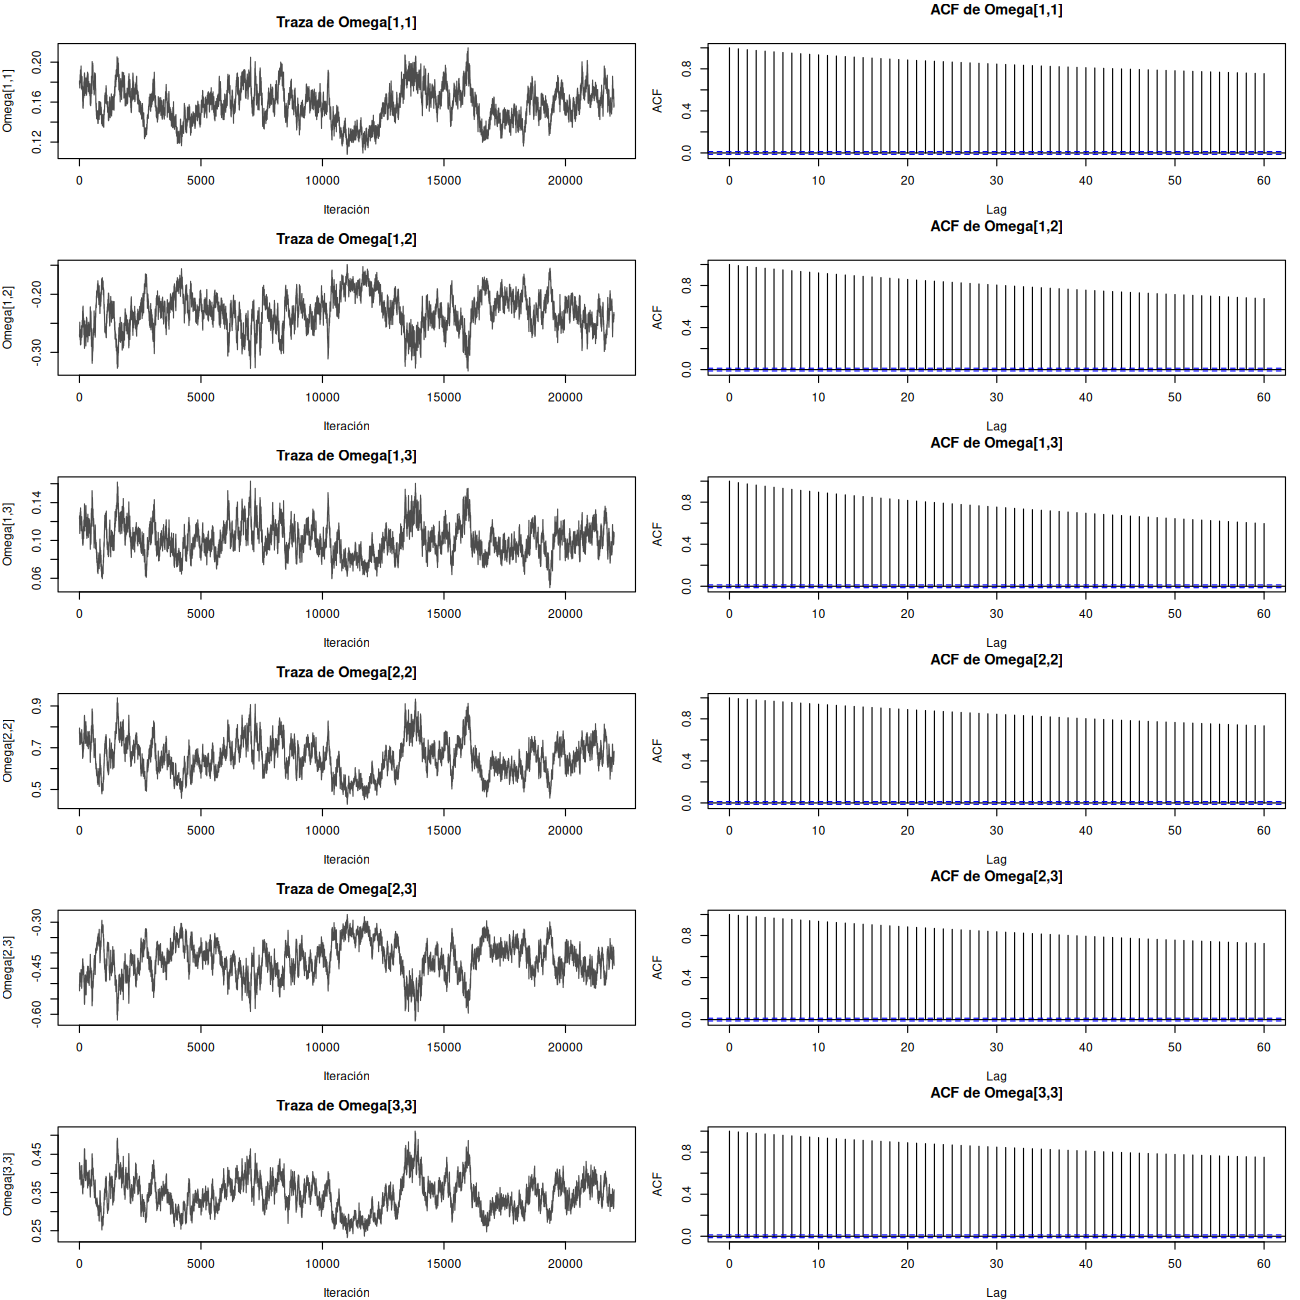 Traza de Omega[1,1]
Omega[1,1]
0.12 0.16 0.20
0 5000 10000 15000 20000
Iteración
ACF de Omega[1,1]
ACF
0.0 0.4 0.8
0 10 20 30 40 50 60
Lag
Traza de Omega[1,2]
Omega[1,2]
-0.30 -0.20
0 5000 10000 15000 20000
Iteración
ACF de Omega[1,2]
ACF
0.0 0.4 0.8
0 10 20 30 40 50 60
Lag
Traza de Omega[1,3]
Omega[1,3]
0.06 0.10 0.14
0 5000 10000 15000 20000
Iteración
ACF de Omega[1,3]
ACF
0.0 0.4 0.8
0 10 20 30 40 50 60
Lag
Traza de Omega[2,2]
Omega[2,2]
0.5 0.7 0.9
0 5000 10000 15000 20000
Iteración
ACF de Omega[2,2]
ACF
0.0 0.4 0.8
0 10 20 30 40 50 60
Lag
Traza de Omega[2,3]
Omega[2,3]
-0.60 -0.45 -0.30
0 5000 10000 15000 20000
Iteración
ACF de Omega[2,3]
ACF
0.0 0.4 0.8
0 10 20 30 40 50 60
Lag
Traza de Omega[3,3]
Omega[3,3]
0.25 0.35 0.45
0 5000 10000 15000 20000
Iteración
ACF de Omega[3,3]
ACF
0.0 0.4 0.8
0 10 20 30 40 50 60
Lag